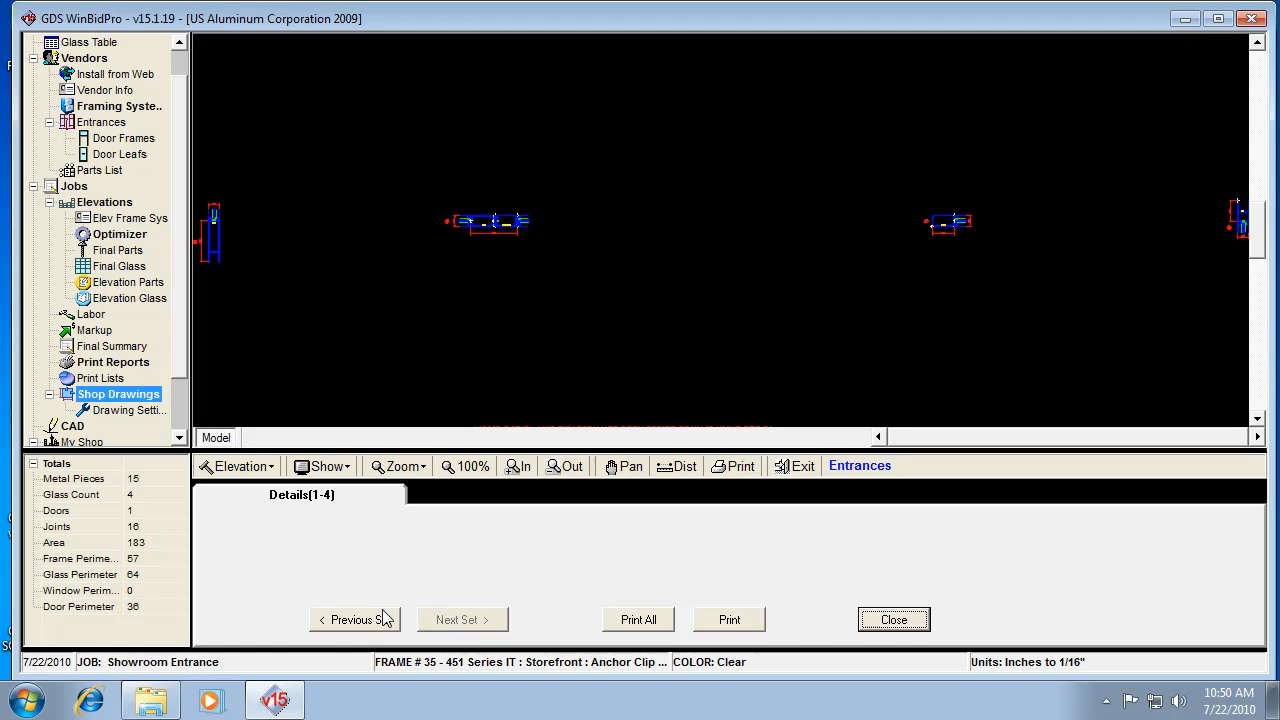 GDS WinBidPro - v15.1.19 - [US Aluminum Corporation 2009]
Glass Table
Vendors
Install from Web
Vendor Info
Framing Syste..
Entrances
Door Frames
Door Leafs
Parts List
Jobs
Elevations
Elev Frame Sys
Optimizer
Final Parts
Final Glass
Elevation Parts
Elevation Glass
Labor
Markup
Final Summary
Print Reports
Print Lists
Shop Drawings
Drawing Setti...
CAD
My Shop
Model
Elevation
Show
Zoom
100%
In
Out
Pan
Dist
Print
Exit
Entrances
Details(1-4)
Totals
Metal Pieces 15
Glass Count 4
Doors 1
Joints 16
Area 183
Frame Perime... 57
Glass Perimeter 64
Window Perim... 0
Door Perimeter 36
< Previous S
Next Set >
Print All
Print
Close
7/22/2010
JOB: Showroom Entrance
FRAME # 35 - 451 Series IT : Storefront : Anchor Clip ...
COLOR: Clear
Units: Inches to 1/16"
v15
10:50 AM
7/22/2010